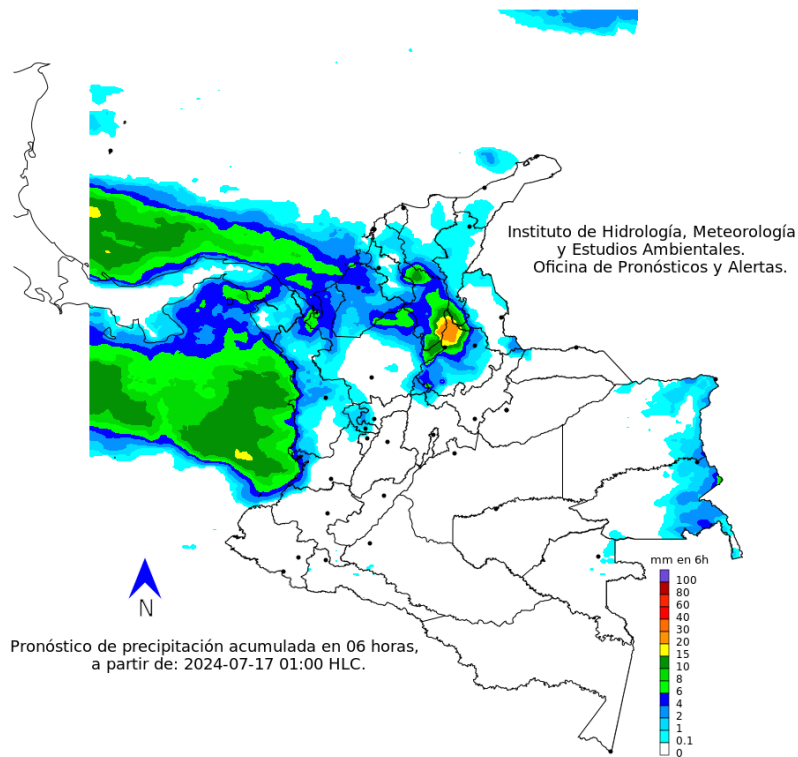 Instituto de Hidrología, Meteorología
y Estudios Ambientales.
Oficina de Pronósticos y Alertas.
mm en 6h
100
80
60
40
30
20
15
10
8
6
4
2
1
0.1
0
N
Pronóstico de precipitación acumulada en 06 horas,
a partir de: 2024-07-17 01:00 HLC.